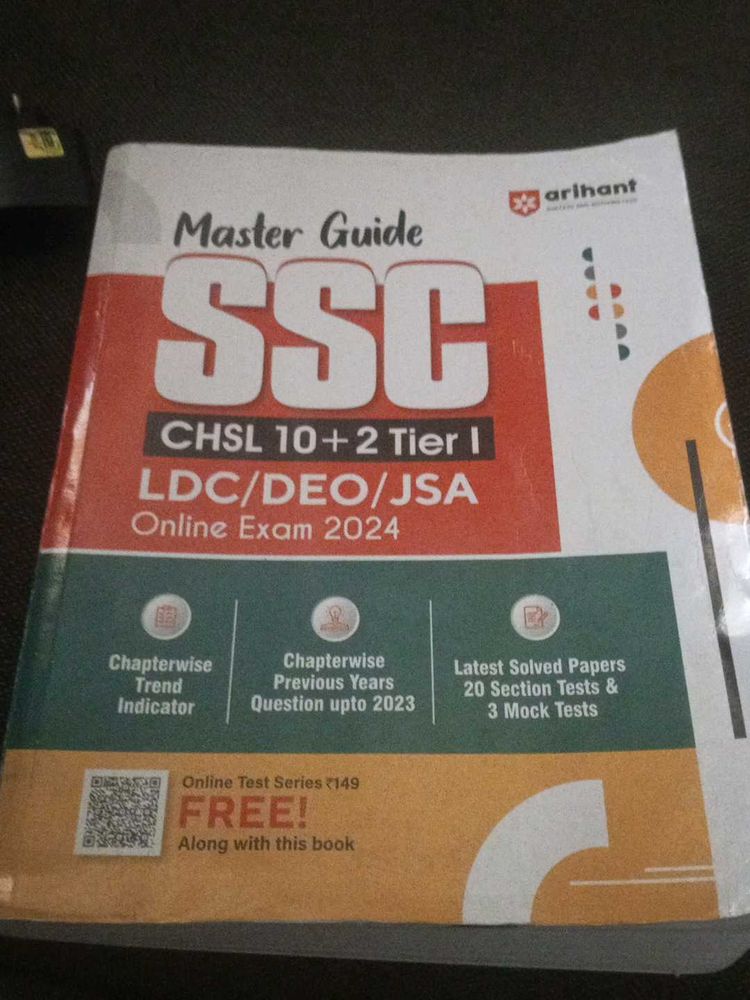 arihant
Master Guide
SSC
CHSL 10+2 Tier I
LDC/DEO/JSA
Online Exam 2024
Chapterwise
Trend
Indicator
Chapterwise
Previous Years
Question upto 2023
Latest Solved Papers
20 Section Tests &
3 Mock Tests
Online Test Series ₹149
FREE!
Along with this book